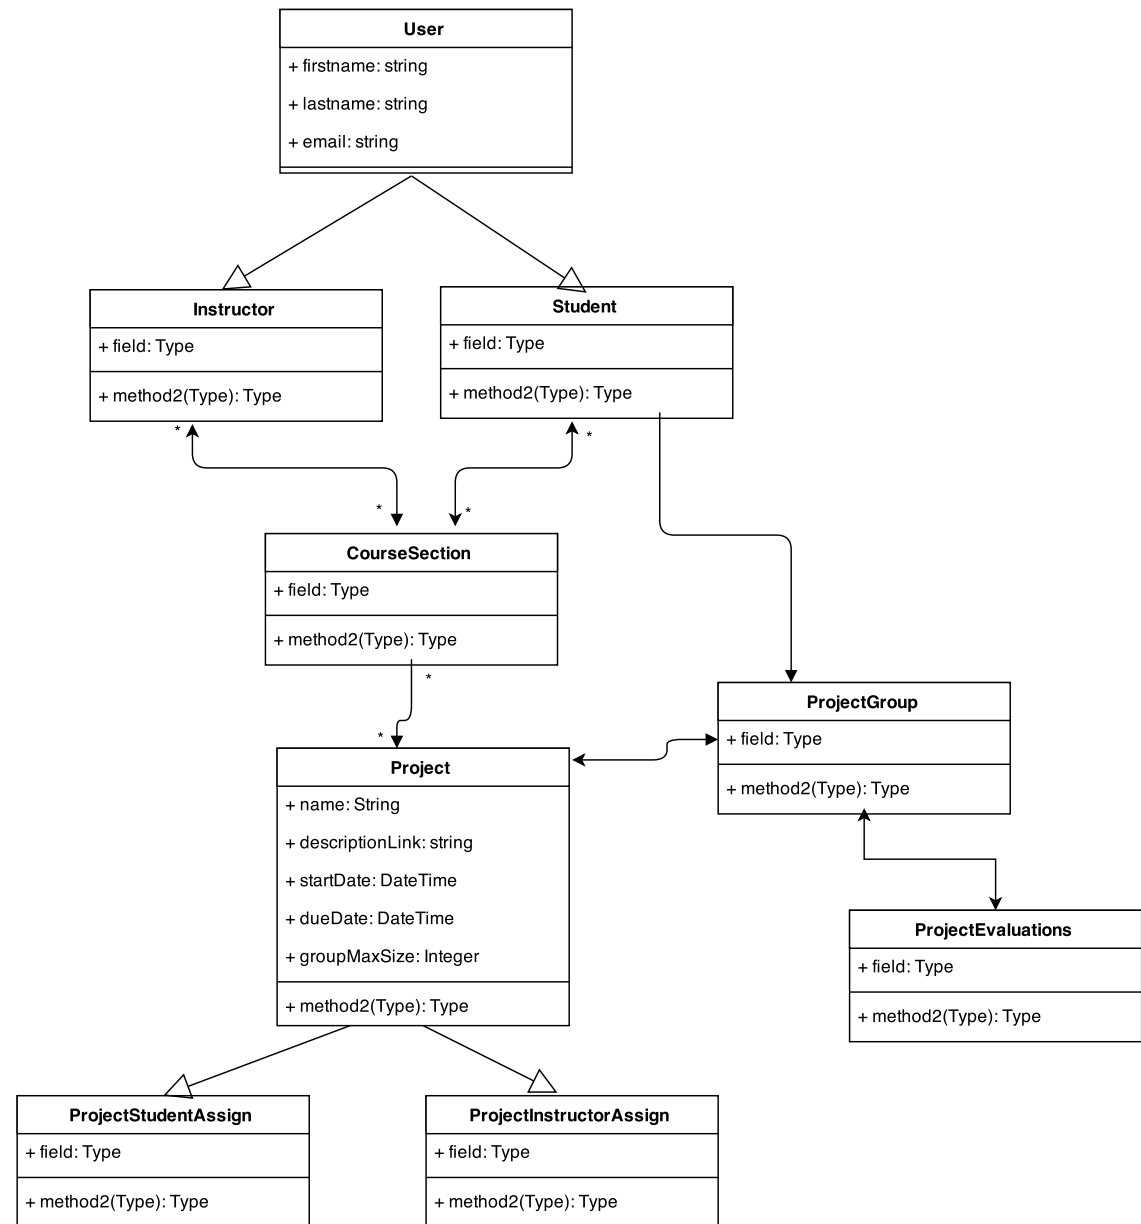 User
+ firstname: string
+ lastname: string
+ email: string
Instructor
+ field: Type
+ method2(Type): Type
Student
+ field: Type
+ method2(Type): Type
*
*
*
*
CourseSection
+ field: Type
+ method2(Type): Type
*
*
ProjectGroup
+ field: Type
+ method2(Type): Type
Project
+ name: String
+ descriptionLink: string
+ startDate: DateTime
+ dueDate: DateTime
+ groupMaxSize: Integer
+ method2(Type): Type
ProjectEvaluations
+ field: Type
+ method2(Type): Type
ProjectStudentAssign
+ field: Type
+ method2(Type): Type
ProjectInstructorAssign
+ field: Type
+ method2(Type): Type